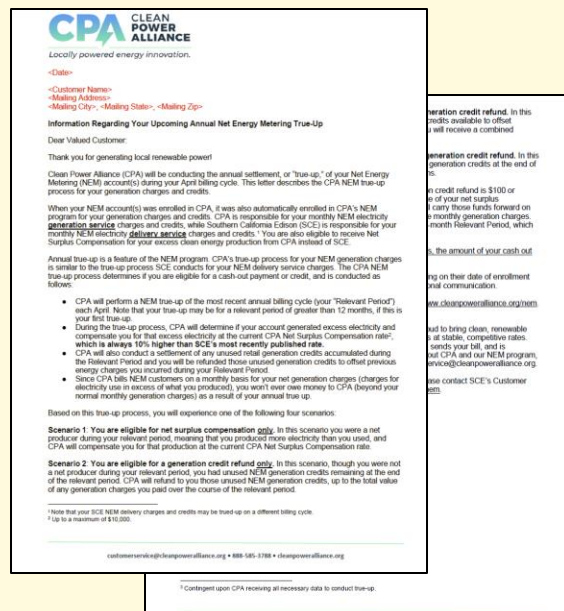 CPA CLEAN
POWER
ALLIANCE
Locally powered energy innovation.
<Date>
<Customer Name>
<Mailing Address>
<Mailing City>, <Mailing State>, <Mailing Zip>
Information Regarding Your Upcoming Annual Net Energy Metering True-Up
Dear Valued Customer:
Thank you for generating local renewable power!
Clean Power Alliance (CPA) will be conducting the annual settlement, or "true-up," of your Net Energy
Metering (NEM) account(s) during your April billing cycle. This letter describes the CPA NEM true-up
process for your generation charges and credits.
When your NEM account(s) was enrolled in CPA, it was also automatically enrolled in CPA's NEM
program for your generation charges and credits. CPA is responsible for your monthly NEM electricity
generation service charges and credits, while Southern California Edison (SCE) is responsible for your
monthly NEM electricity delivery service charges and credits.¹ You are also eligible to receive Net
Surplus Compensation for your excess clean energy production from CPA instead of SCE.
Annual true-up is a feature of the NEM program. CPA's true-up process for your NEM generation charges
is similar to the true-up process SCE conducts for your NEM delivery service charges. The CPA NEM
true-up process determines if you are eligible for a cash-out payment or credit, and is conducted as
follows:
• CPA will perform a NEM true-up of the most recent annual billing cycle (your "Relevant Period")
each April. Note that your true-up may be for a relevant period of greater than 12 months, if this is
your first true-up.
• During the true-up process, CPA will determine if your account generated excess electricity and
compensate you for that excess electricity at the current CPA Net Surplus Compensation rate²,
which is always 10% higher than SCE's most recently published rate.
• CPA will also conduct a settlement of any unused retail generation credits accumulated during
the Relevant Period and you will be refunded those unused generation credits to offset previous
energy charges you incurred during your Relevant Period.
• Since CPA bills NEM customers on a monthly basis for your net generation charges (charges for
electricity use in excess of what you produced), you won't ever owe money to CPA (beyond your
normal monthly generation charges) as a result of your annual true up.
Based on this true-up process, you will experience one of the following four scenarios:
Scenario 1: You are eligible for net surplus compensation only. In this scenario you were a net
producer during your relevant period, meaning that you produced more electricity than you used, and
CPA will compensate you for that production at the current CPA Net Surplus Compensation rate.
Scenario 2: You are eligible for a generation credit refund only. In this scenario, though you were not
a net producer during your relevant period, you had unused NEM generation credits remaining at the end
of the relevant period. CPA will refund to you those unused NEM generation credits, up to the total value
of any generation charges you paid over the course of the relevant period.
¹ Note that your SCE NEM delivery charges and credits may be trued up on a different billing cycle.
² Up to a maximum of $10,000.
customerservice@cleanpoweralliance.org • 888-585-3788 • cleanpoweralliance.org
neration credit refund. In this
redits available to offset
u will receive a combined
generation credit refund. In this
generation credits at the end of
ns.
n credit refund is $100 or
e of your net surplus
l carry those funds forward on
e monthly generation charges.
-month Relevant Period, which
s, the amount of your cash out
ng on their date of enrollment
onal communication.
ww.cleanpoweralliance.org/nem.
ud to bring clean, renewable
s at stable, competitive rates.
sends your bill, and is
out CPA and our NEM program,
ervice@cleanpoweralliance.org.
ase contact SCE's Customer
em.
³ Contingent upon CPA receiving all necessary data to conduct true-up.